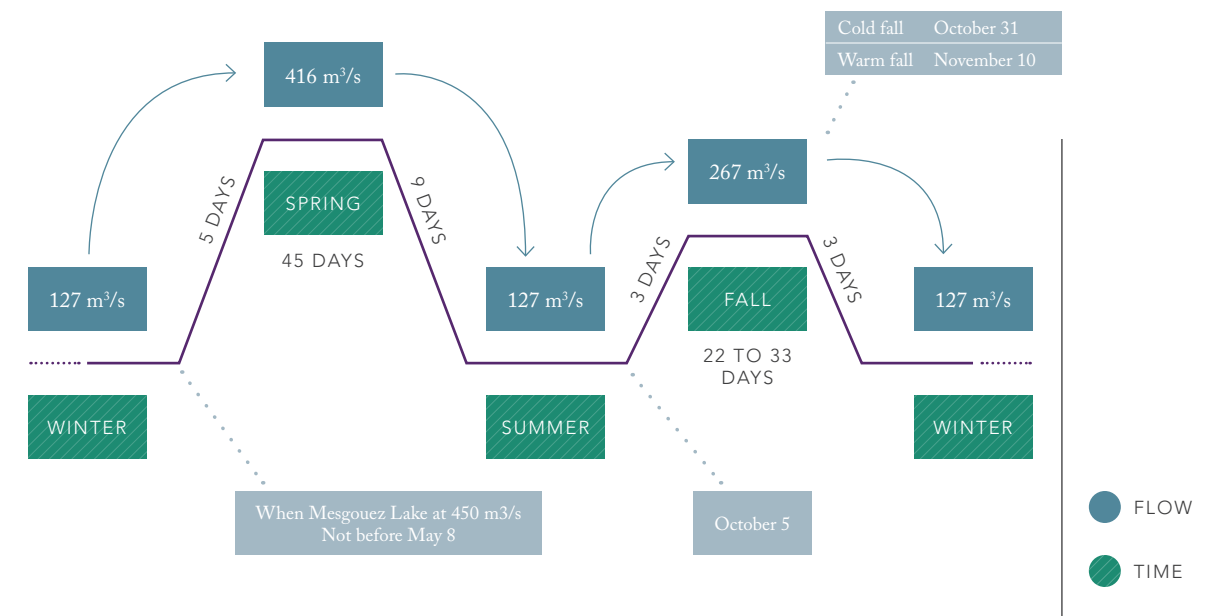 Cold fall October 31
Warm fall November 10
416 m³/s
267 m³/s
5 DAYS
SPRING
9 DAYS
45 DAYS
3 DAYS
3 DAYS
127 m³/s
127 m³/s
FALL
127 m³/s
22 TO 33
DAYS
WINTER
SUMMER
WINTER
When Mesgouez Lake at 450 m3/s
Not before May 8
October 5
FLOW
TIME